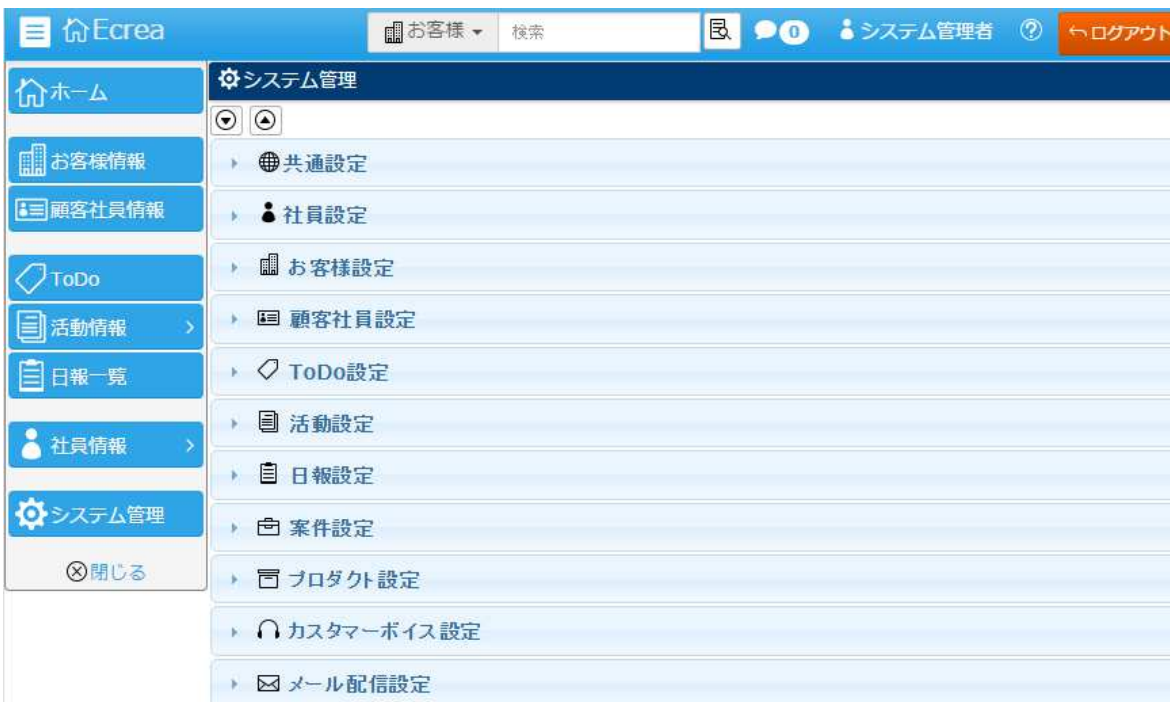 Ecrea
お客様
検索
0
システム管理者
ログアウト
ホーム
お客様情報
顧客社員情報
ToDo
活動情報
日報一覧
社員情報
システム管理
閉じる
システム管理
共通設定
社員設定
お客様設定
顧客社員設定
ToDo設定
活動設定
日報設定
案件設定
プロダクト設定
カスタマーボイス設定
メール配信設定